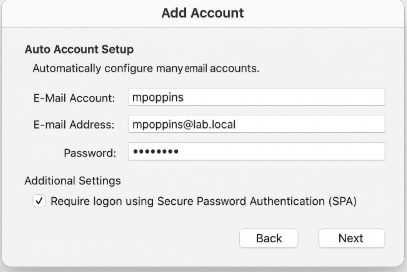 Add Account
Auto Account Setup
Automatically configure many email accounts.
E-Mail Account: mpoppins
E-mail Address: mpoppins@lab.local
Password: ••••••••
Additional Settings
✓ Require logon using Secure Password Authentication (SPA)
Back Next